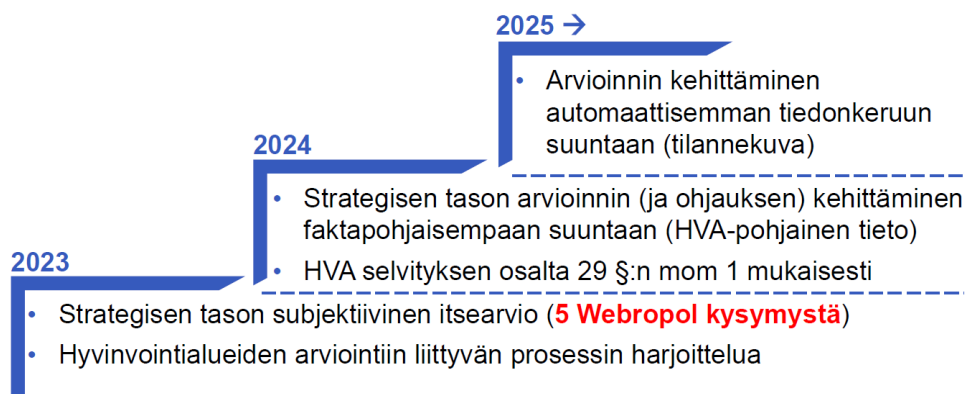 2025 →
• Arvioinnin kehittäminen
automaattisemman tiedonkeruun
suuntaan (tilannekuva)
2024
• Strategisen tason arvioinnin (ja ohjauksen) kehittäminen
faktapohjaisempaan suuntaan (HVA-pohjainen tieto)
• HVA selvityksen osalta 29 §:n mom 1 mukaisesti
2023
• Strategisen tason subjektiivinen itsearvio (5 Webropol kysymystä)
• Hyvinvointialueiden arviointiin liittyvän prosessin harjoittelua